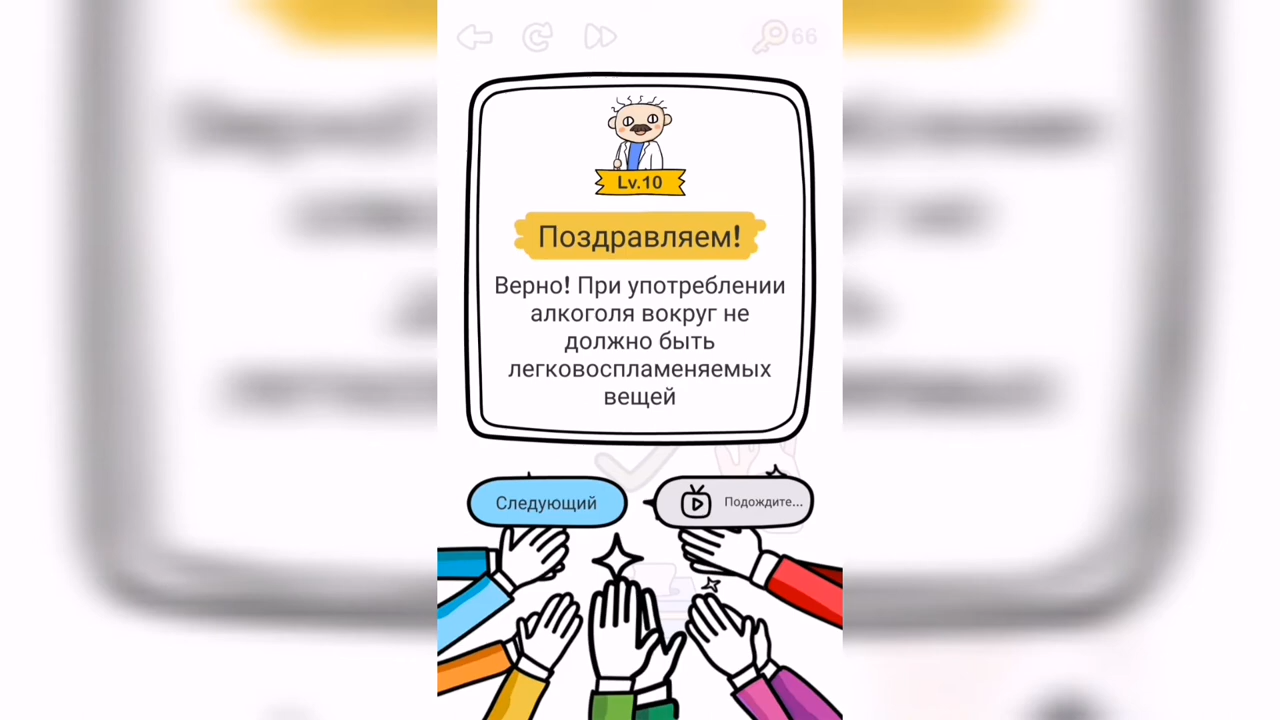 66
Lv.10
Поздравляем!
Верно! При употреблении
алкоголя вокруг не
должно быть
легковоспламеняемых
вещей
Следующий
Подождите...